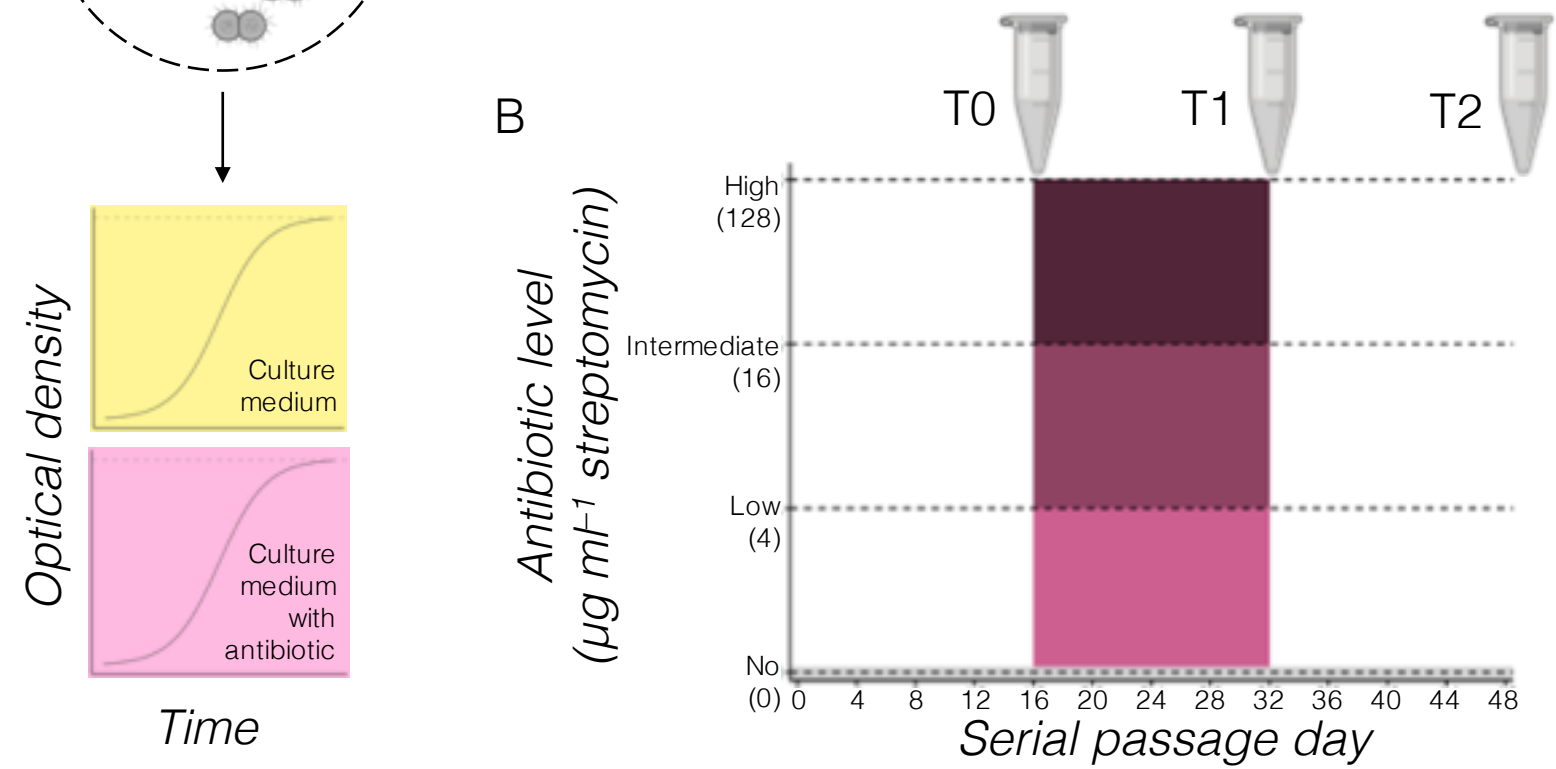 Optical density
Culture
medium
Culture
medium
with
antibiotic
Time
B
T0
T1
T2
Antibiotic level
(µg ml⁻¹ streptomycin)
High
(128)
Intermediate
(16)
Low
(4)
No
(0)
0 4 8 12 16 20 24 28 32 36 40 44 48
Serial passage day